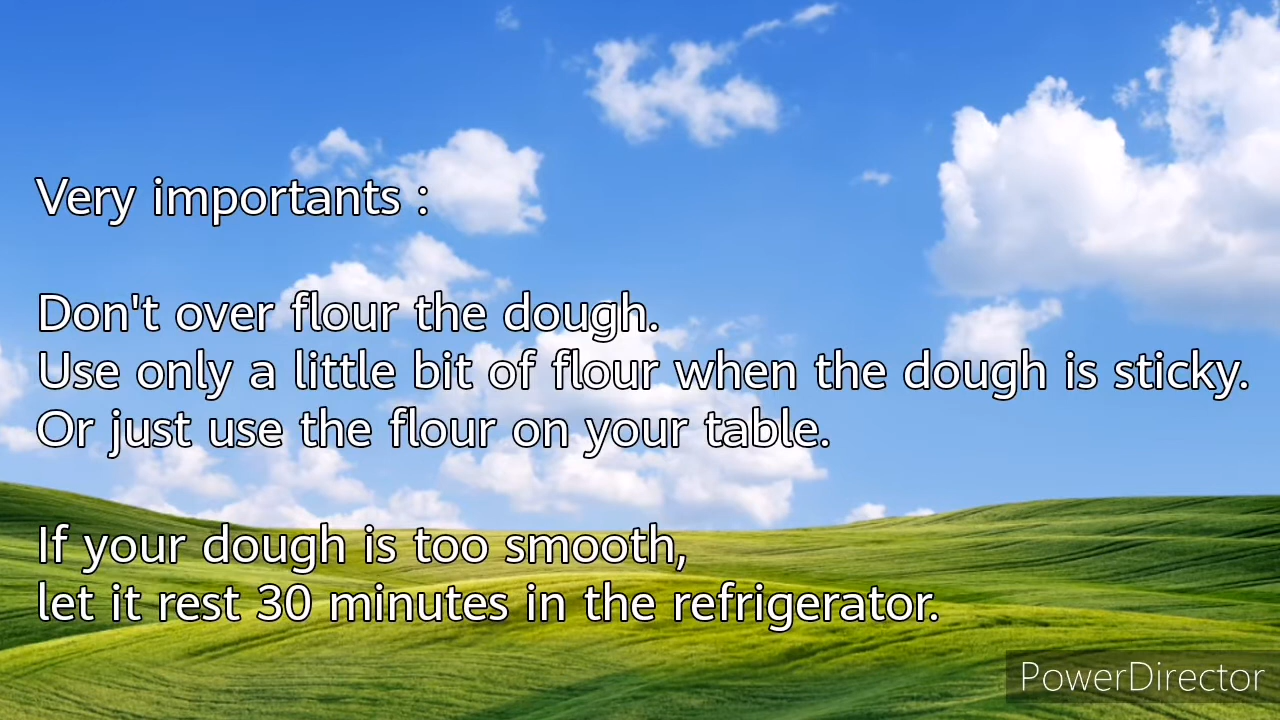 Very importants :
Don't over flour the dough.
Use only a little bit of flour when the dough is sticky.
Or just use the flour on your table.
If your dough is too smooth,
let it rest 30 minutes in the refrigerator.
PowerDirector